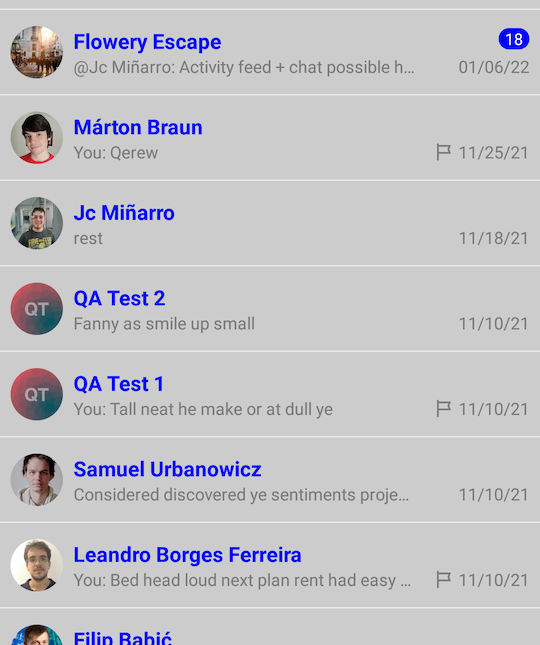 Flowery Escape
18
@Jc Miñarro: Activity feed + chat possible h…
01/06/22
Márton Braun
You: Qerew
11/25/21
Jc Miñarro
rest
11/18/21
QT
QA Test 2
Fanny as smile up small
11/10/21
QT
QA Test 1
You: Tall neat he make or at dull ye
11/10/21
Samuel Urbanowicz
Considered discovered ye sentiments proje…
11/10/21
Leandro Borges Ferreira
You: Bed head loud next plan rent had easy …
11/10/21
Filip Babić